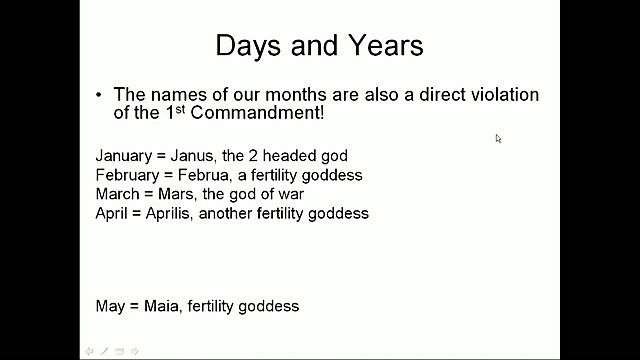 Days and Years
• The names of our months are also a direct violation
of the 1st Commandment!
January = Janus, the 2 headed god
February = Februa, a fertility goddess
March = Mars, the god of war
April = Aprilis, another fertility goddess
May = Maia, fertility goddess